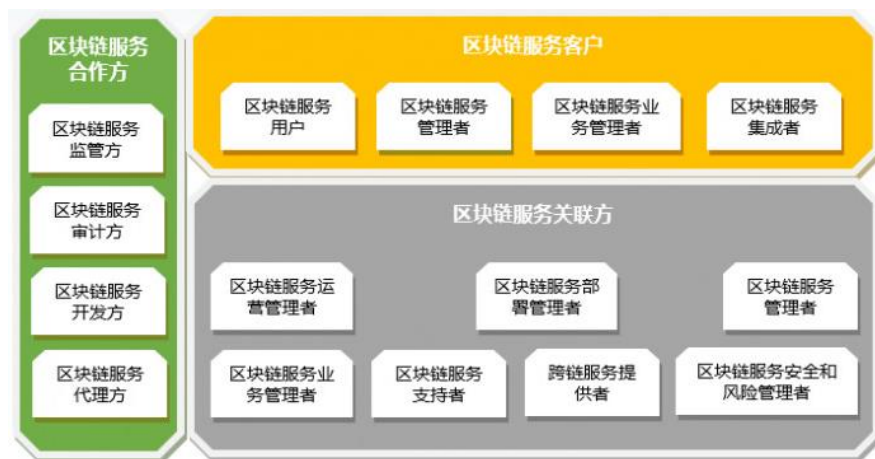 区块链服务
合作方
区块链服务
监管方
区块链服务
审计方
区块链服务
开发方
区块链服务
代理方
区块链服务客户
区块链服务
用户
区块链服务
管理者
区块链服务业
务管理者
区块链服务
集成者
区块链服务关联方
区块链服务运
营管理者
区块链服务部
署管理者
区块链服务
管理者
区块链服务业
务管理者
区块链服务
支持者
跨链服务提
供者
区块链服务安全和
风险管理者